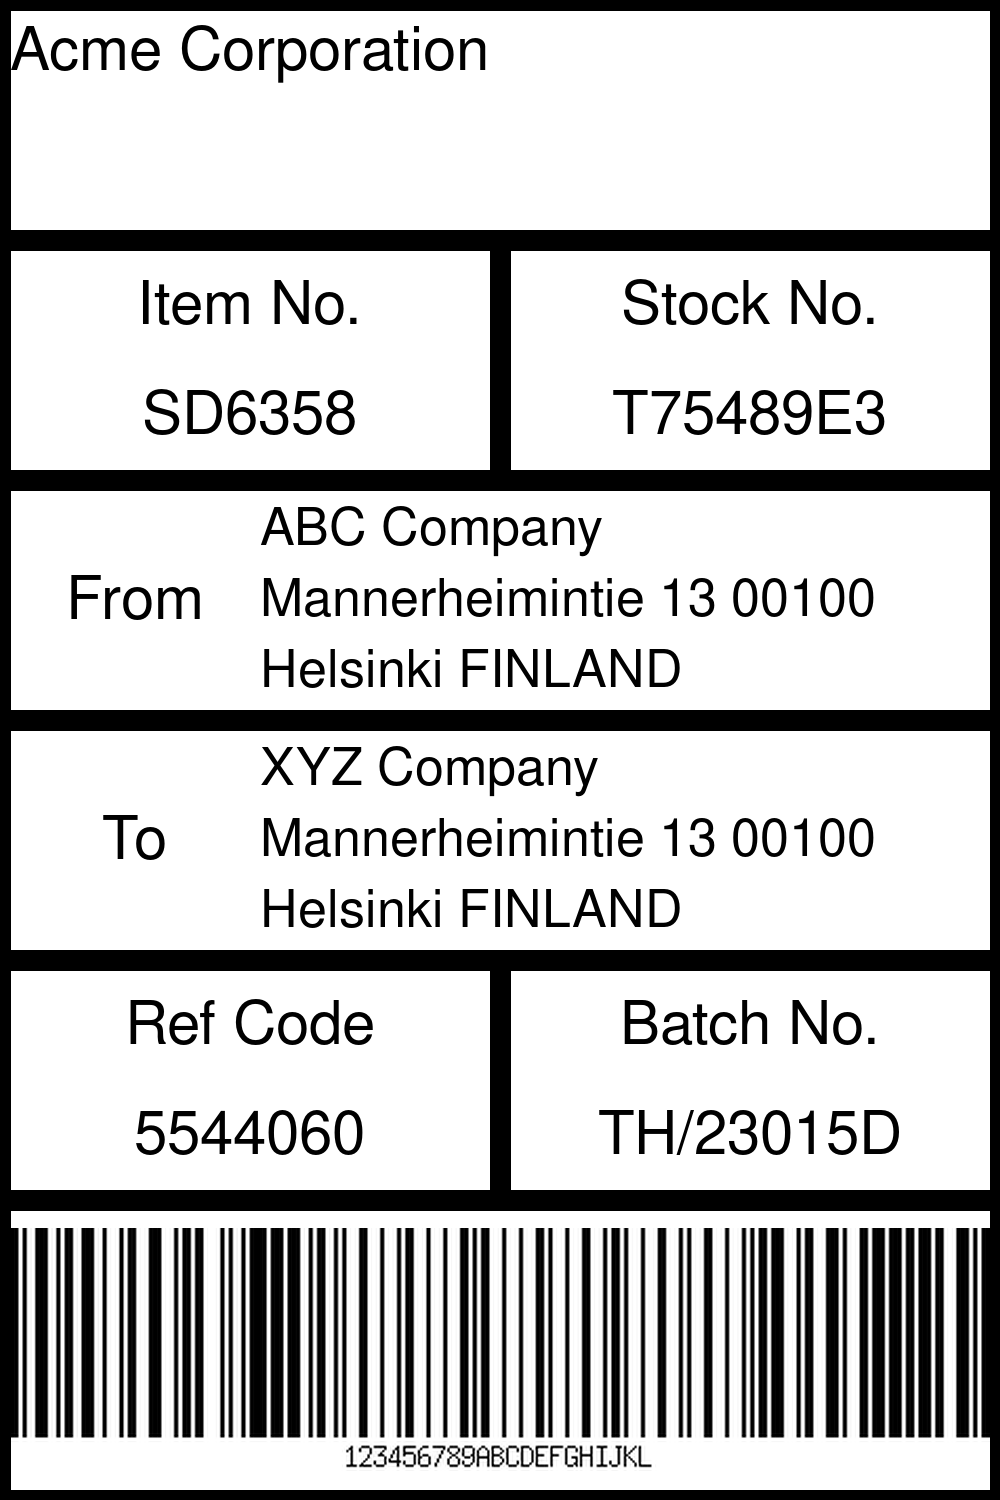 Acme Corporation
Item No.
SD6358
Stock No.
T75489E3
From
ABC Company
Mannerheimintie 13 00100
Helsinki FINLAND
To
XYZ Company
Mannerheimintie 13 00100
Helsinki FINLAND
Ref Code
5544060
Batch No.
TH/23015D
123456789ABCDEFGHIJKL